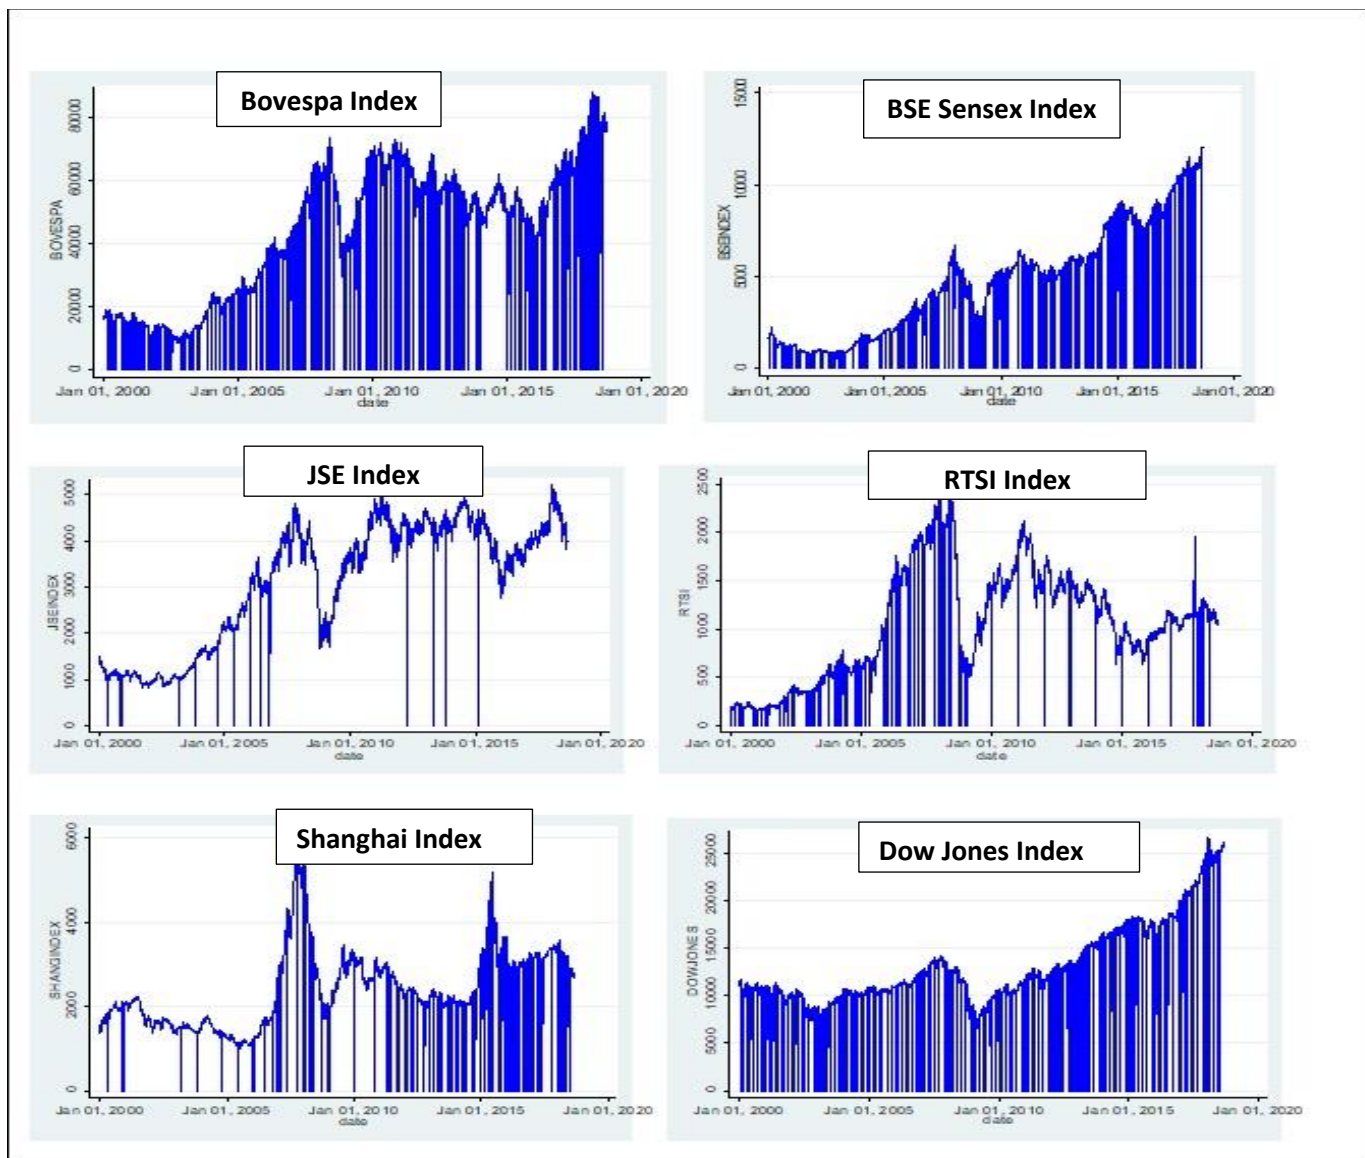 Bovespa Index
BOVESPA
80000
60000
40000
20000
0
Jan 01, 2000 Jan 01, 2005 Jan 01, 2010 Jan 01, 2015 Jan 01, 2020
date
BSE Sensex Index
BSEINDEX
15000
10000
5000
0
Jan 01, 2000 Jan 01, 2005 Jan 01, 2010 Jan 01, 2015 Jan 01, 2020
date
JSE Index
JSEINDEX
5000
4000
3000
2000
1000
0
Jan 01, 2000 Jan 01, 2005 Jan 01, 2010 Jan 01, 2015 Jan 01, 2020
date
RTSI Index
RTSI
2500
2000
1500
1000
500
0
Jan 01, 2000 Jan 01, 2005 Jan 01, 2010 Jan 01, 2015 Jan 01, 2020
date
Shanghai Index
SHANGINDEX
6000
4000
2000
0
Jan 01, 2000 Jan 01, 2005 Jan 01, 2010 Jan 01, 2015 Jan 01, 2020
date
Dow Jones Index
DOWJONES
25000
20000
15000
10000
5000
0
Jan 01, 2000 Jan 01, 2005 Jan 01, 2010 Jan 01, 2015 Jan 01, 2020
date